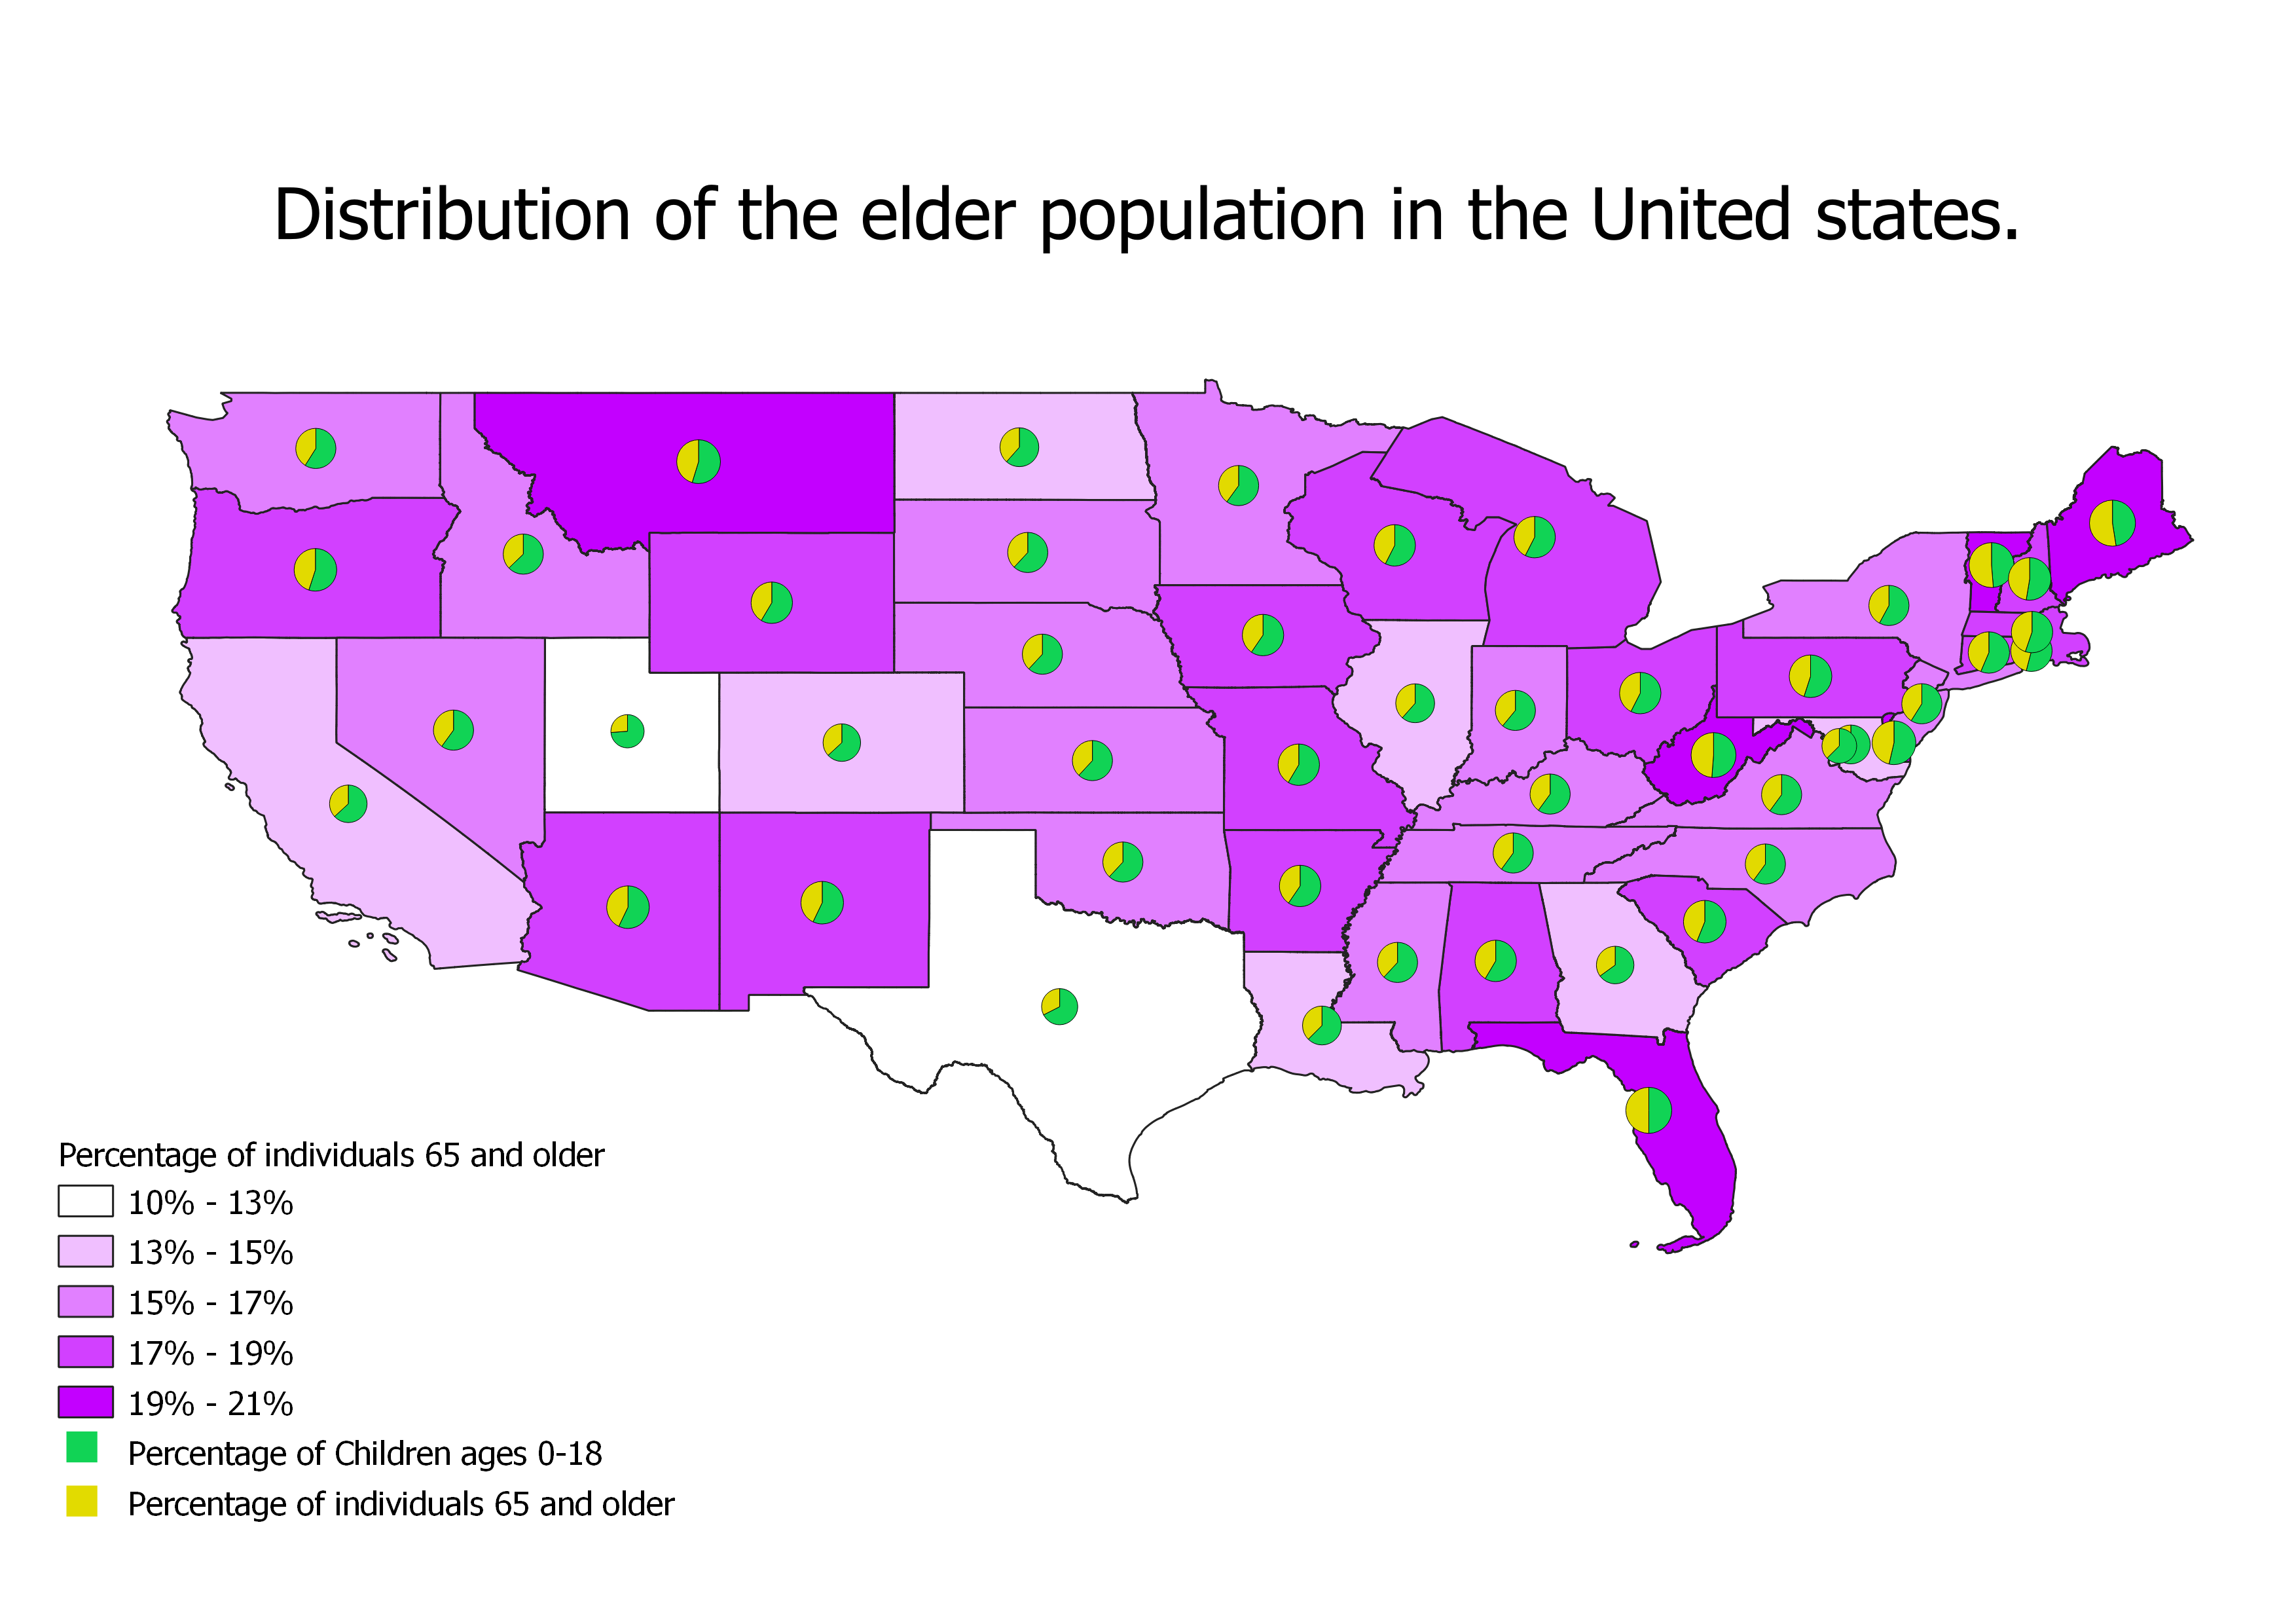 Distribution of the elder population in the United states.
Percentage of individuals 65 and older
10% - 13%
13% - 15%
15% - 17%
17% - 19%
19% - 21%
Percentage of Children ages 0-18
Percentage of individuals 65 and older